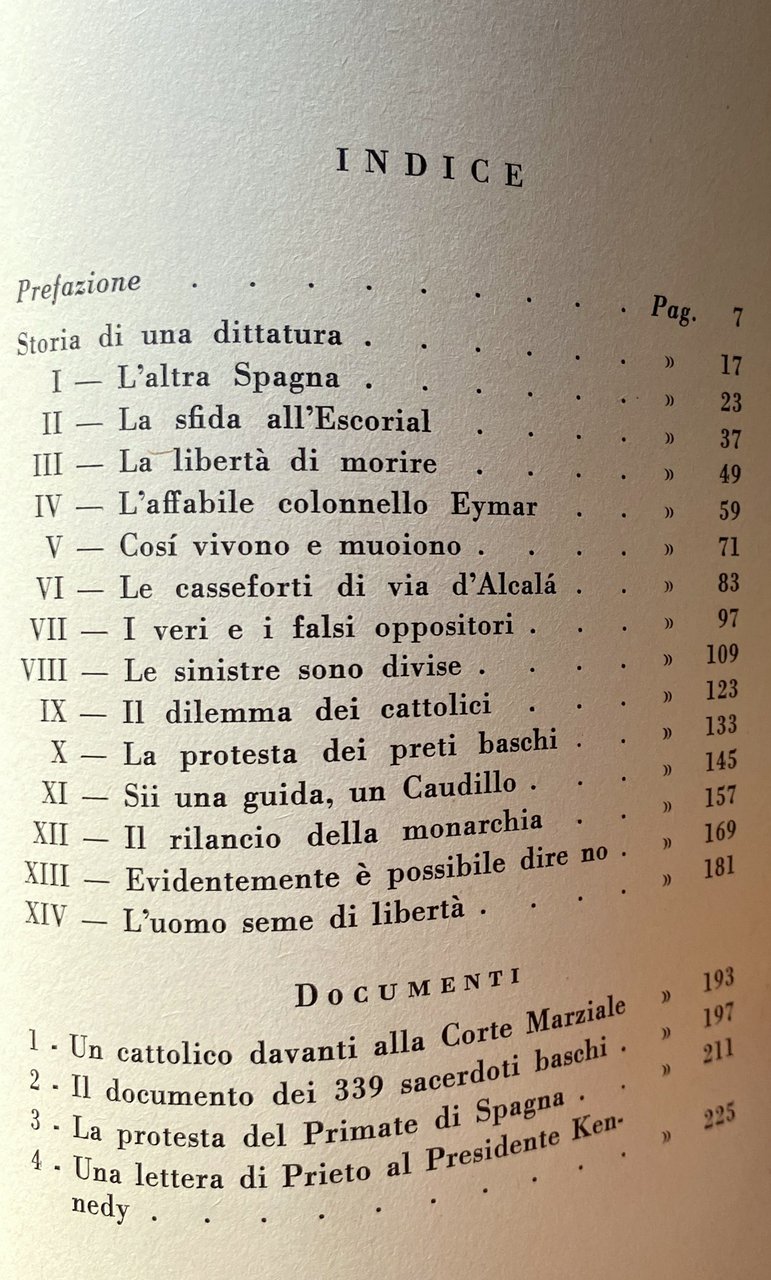 INDICE
Prefazione . . . . . . . . Pag. 7
Storia di una dittatura . . . . . . » 17
I — L'altra Spagna . . . . . . » 23
II — La sfida all'Escorial . . . . » 37
III — La libertà di morire . . . . » 49
IV — L'affabile colonnello Eymar . . » 59
V — Cosí vivono e muoiono . . . . » 71
VI — Le casseforti di via d'Alcalá . . » 83
VII — I veri e i falsi oppositori . . . » 97
VIII — Le sinistre sono divise . . . . » 109
IX — Il dilemma dei cattolici . . . » 123
X — La protesta dei preti baschi . . » 133
XI — Sii una guida, un Caudillo . . . » 145
XII — Il rilancio della monarchia . . » 157
XIII — Evidentemente è possibile dire no . » 169
XIV — L'uomo seme di libertà . . . . » 181
DOCUMENTI
1 - Un cattolico davanti alla Corte Marziale » 193
2 - Il documento dei 339 sacerdoti baschi . » 197
3 - La protesta del Primate di Spagna . . » 211
4 - Una lettera di Prieto al Presidente Ken-
nedy . . . . . . . . . » 225